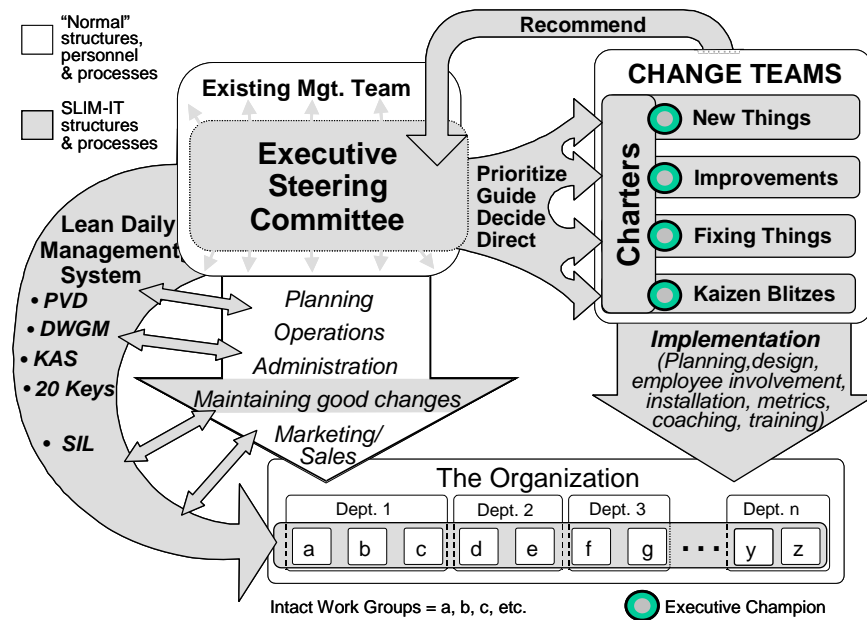 “Normal”
structures,
personnel
& processes
SLIM-IT
structures
& processes
Recommend
Existing Mgt. Team
Executive
Steering
Committee
Prioritize
Guide
Decide
Direct
CHANGE TEAMS
Charters
New Things
Improvements
Fixing Things
Kaizen Blitzes
Lean Daily
Management
System
• PVD
• DWGM
• KAS
• 20 Keys
• SIL
Planning
Operations
Administration
Maintaining good changes
Marketing/
Sales
Implementation
(Planning,design,
employee involvement,
installation, metrics,
coaching, training)
The Organization
Dept. 1 Dept. 2 Dept. 3 Dept. n
a b c d e f g ... y z
Intact Work Groups = a, b, c, etc.
Executive Champion